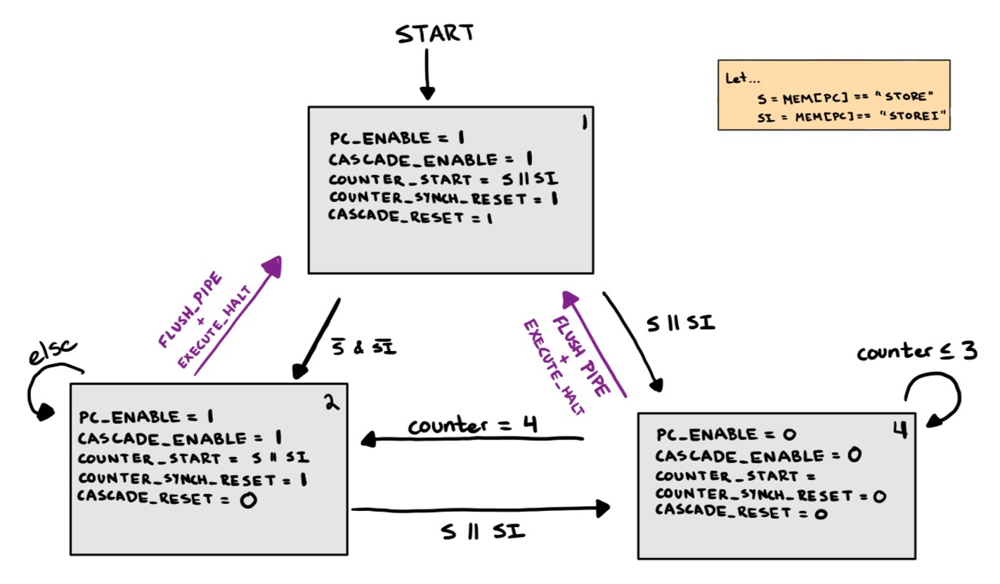 START
Let...
S = MEM[PC] == "STORE"
SI = MEM[PC] == "STOREI"
1
PC_ENABLE = 1
CASCADE_ENABLE = 1
COUNTER_START = S || SI
COUNTER_SYNCH_RESET = 1
CASCADE_RESET = 1
FLUSH_PIPE
+
EXECUTE_HALT
S̅ & S̅I̅
FLUSH PIPE
+
EXECUTE_HALT
S || SI
else
counter ≤ 3
2
PC_ENABLE = 1
CASCADE_ENABLE = 1
COUNTER_START = S || SI
COUNTER_SYNCH_RESET = 1
CASCADE_RESET = 0
counter = 4
S || SI
4
PC_ENABLE = 0
CASCADE_ENABLE = 0
COUNTER_START =
COUNTER_SYNCH_RESET = 0
CASCADE_RESET = 0